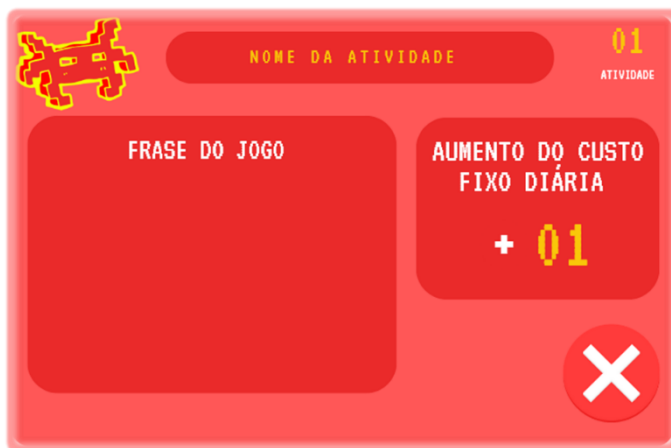 NOME DA ATIVIDADE
01
ATIVIDADE
FRASE DO JOGO
AUMENTO DO CUSTO
FIXO DIÁRIA
+ 01